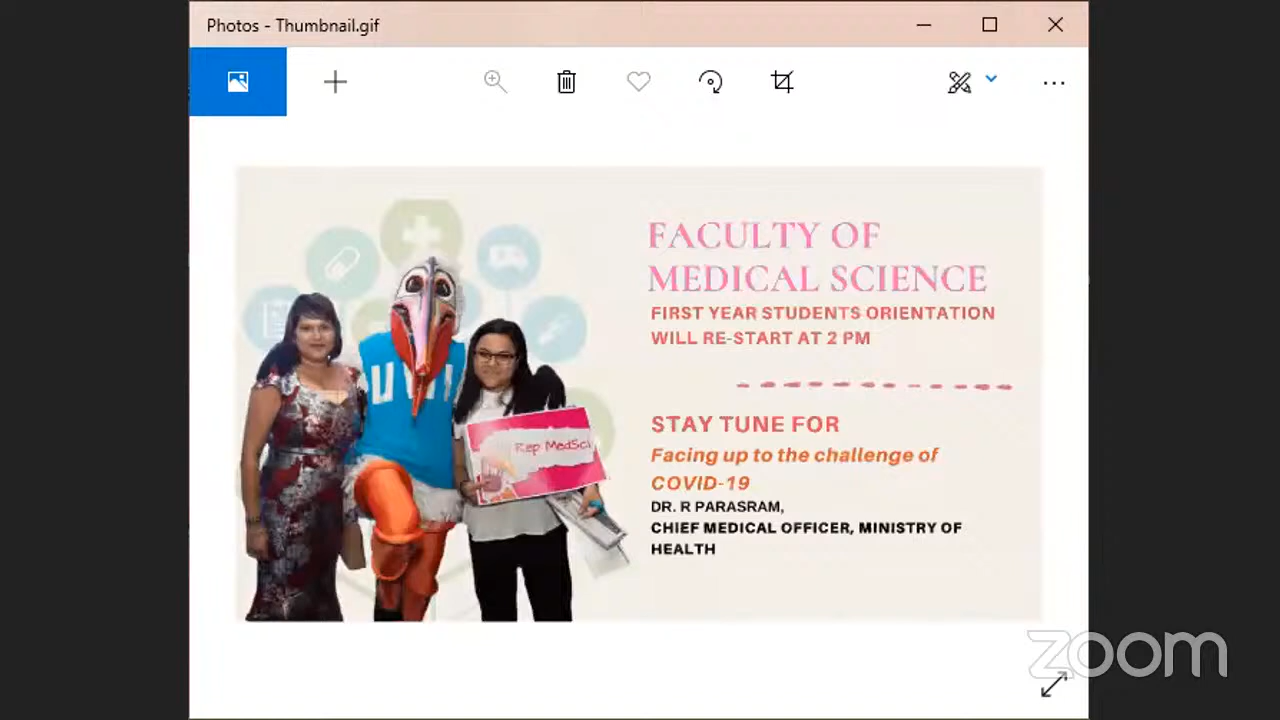 Photos - Thumbnail.gif
FACULTY OF
MEDICAL SCIENCE
FIRST YEAR STUDENTS ORIENTATION
WILL RE-START AT 2 PM
UWI
Rep MedSci
STAY TUNE FOR
Facing up to the challenge of
COVID-19
DR. R PARASRAM,
CHIEF MEDICAL OFFICER, MINISTRY OF
HEALTH
zoom